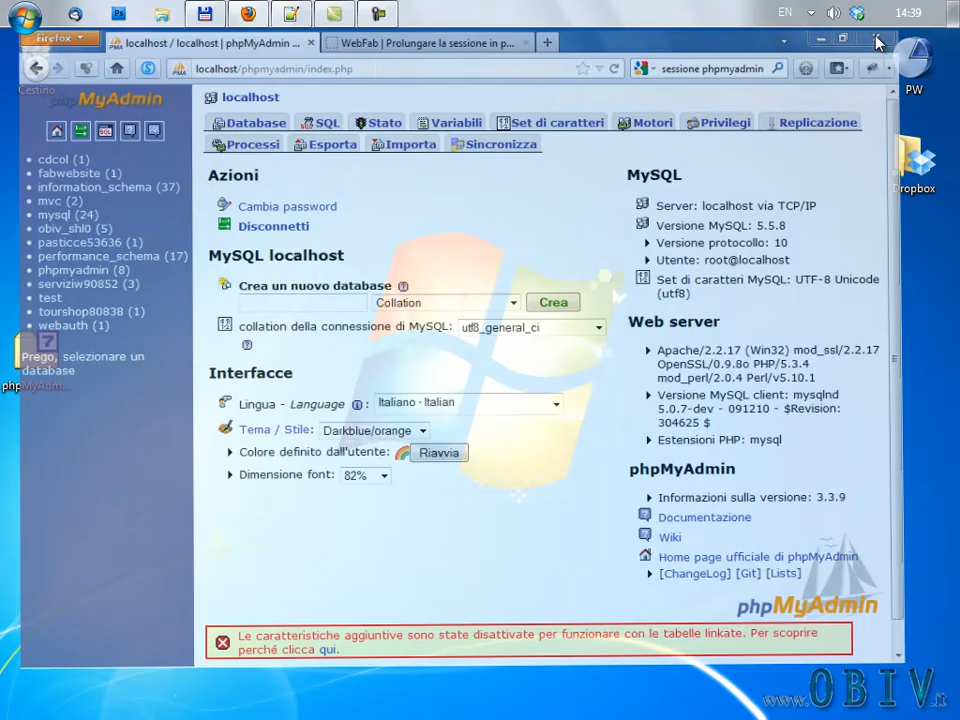 EN 14:39
Firefox
localhost / localhost | phpMyAdmin ...
WebFab | Prolungare la sessione in p...
localhost/phpmyadmin/index.php
sessione phpmyadmin
Cestino
PW
Dropbox
phpMyAdmin
cdcol (1)
fabwebsite (1)
information_schema (37)
mvc (2)
mysql (24)
obiv_shl0 (5)
pasticce53636 (1)
performance_schema (17)
phpmyadmin (8)
serviziw90852 (3)
test
tourshop80838 (1)
webauth (1)
Prego, selezionare un
database
phpMyAdm...
localhost
Database SQL Stato Variabili Set di caratteri Motori Privilegi Replicazione
Processi Esporta Importa Sincronizza
Azioni
Cambia password
Disconnetti
MySQL localhost
Crea un nuovo database
Collation Crea
collation della connessione di MySQL: utf8_general_ci
Interfacce
Lingua - Language : Italiano - Italian
Tema / Stile: Darkblue/orange
Colore definito dall'utente: Riavvia
Dimensione font: 82%
MySQL
Server: localhost via TCP/IP
Versione MySQL: 5.5.8
Versione protocollo: 10
Utente: root@localhost
Set di caratteri MySQL: UTF-8 Unicode
(utf8)
Web server
Apache/2.2.17 (Win32) mod_ssl/2.2.17
OpenSSL/0.9.8o PHP/5.3.4
mod_perl/2.0.4 Perl/v5.10.1
Versione MySQL client: mysqlnd
5.0.7-dev - 091210 - $Revision:
304625 $
Estensioni PHP: mysql
phpMyAdmin
Informazioni sulla versione: 3.3.9
Documentazione
Wiki
Home page ufficiale di phpMyAdmin
[ChangeLog] [Git] [Lists]
phpMyAdmin
Le caratteristiche aggiuntive sono state disattivate per funzionare con le tabelle linkate. Per scoprire
perché clicca qui.
www.OBIV.it